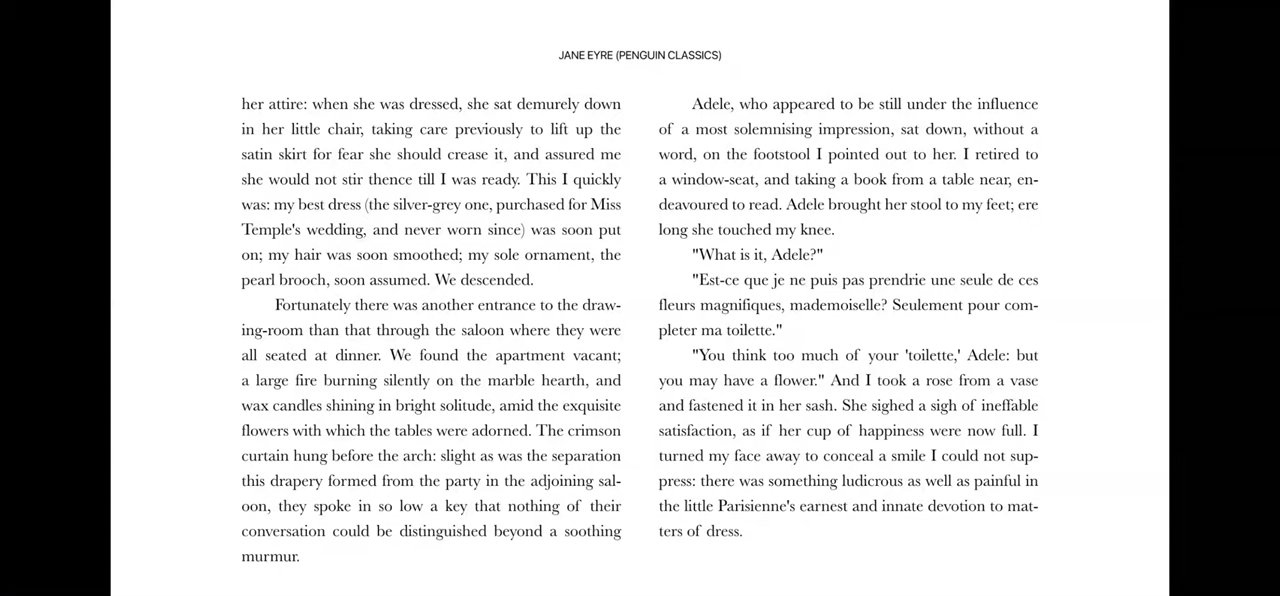 JANE EYRE (PENGUIN CLASSICS)
her attire: when she was dressed, she sat demurely down
in her little chair, taking care previously to lift up the
satin skirt for fear she should crease it, and assured me
she would not stir thence till I was ready. This I quickly
was: my best dress (the silver-grey one, purchased for Miss
Temple's wedding, and never worn since) was soon put
on; my hair was soon smoothed; my sole ornament, the
pearl brooch, soon assumed. We descended.
Fortunately there was another entrance to the draw-
ing-room than that through the saloon where they were
all seated at dinner. We found the apartment vacant;
a large fire burning silently on the marble hearth, and
wax candles shining in bright solitude, amid the exquisite
flowers with which the tables were adorned. The crimson
curtain hung before the arch: slight as was the separation
this drapery formed from the party in the adjoining sal-
oon, they spoke in so low a key that nothing of their
conversation could be distinguished beyond a soothing
murmur.
Adele, who appeared to be still under the influence
of a most solemnising impression, sat down, without a
word, on the footstool I pointed out to her. I retired to
a window-seat, and taking a book from a table near, en-
deavoured to read. Adele brought her stool to my feet; ere
long she touched my knee.
"What is it, Adele?"
"Est-ce que je ne puis pas prendrie une seule de ces
fleurs magnifiques, mademoiselle? Seulement pour com-
pleter ma toilette."
"You think too much of your 'toilette,' Adele: but
you may have a flower." And I took a rose from a vase
and fastened it in her sash. She sighed a sigh of ineffable
satisfaction, as if her cup of happiness were now full. I
turned my face away to conceal a smile I could not sup-
press: there was something ludicrous as well as painful in
the little Parisienne's earnest and innate devotion to mat-
ters of dress.